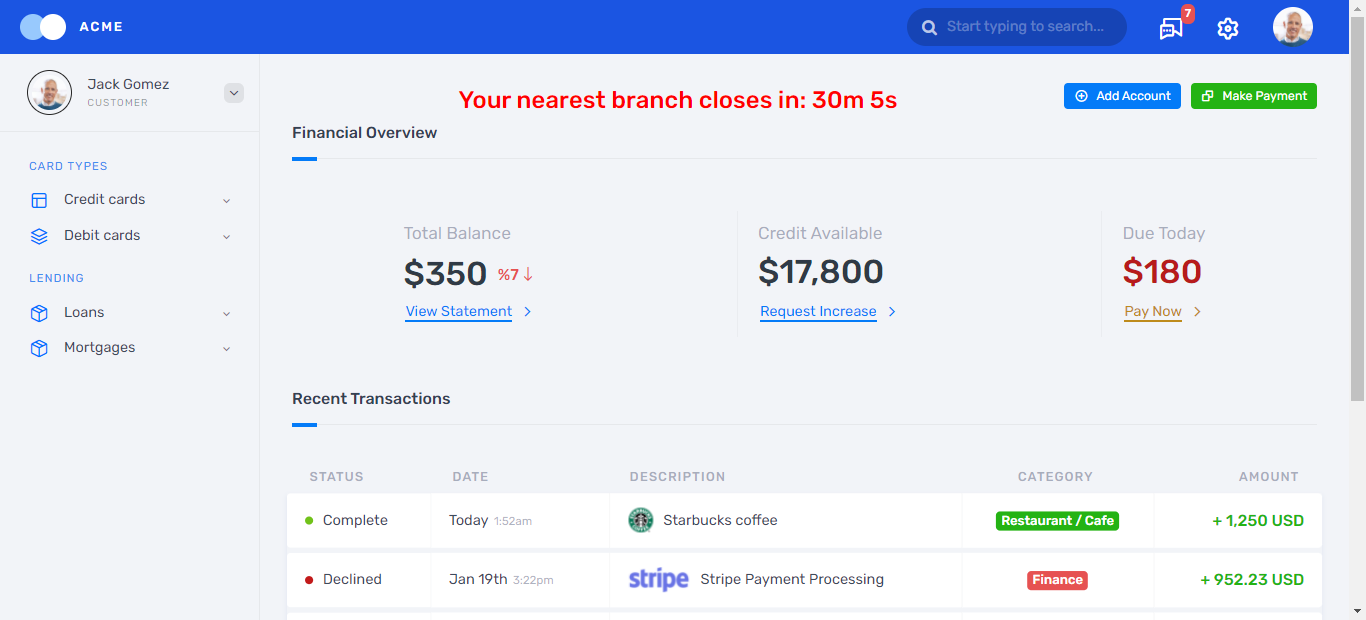 ACME
Start typing to search...
7
Jack Gomez
CUSTOMER
Your nearest branch closes in: 30m 5s
Add Account
Make Payment
Financial Overview
CARD TYPES
Credit cards
Debit cards
LENDING
Loans
Mortgages
Total Balance
$350 %7
View Statement
Credit Available
$17,800
Request Increase
Due Today
$180
Pay Now
Recent Transactions
STATUS DATE DESCRIPTION CATEGORY AMOUNT
Complete Today 1:52am Starbucks coffee Restaurant / Cafe + 1,250 USD
Declined Jan 19th 3:22pm stripe Stripe Payment Processing Finance + 952.23 USD